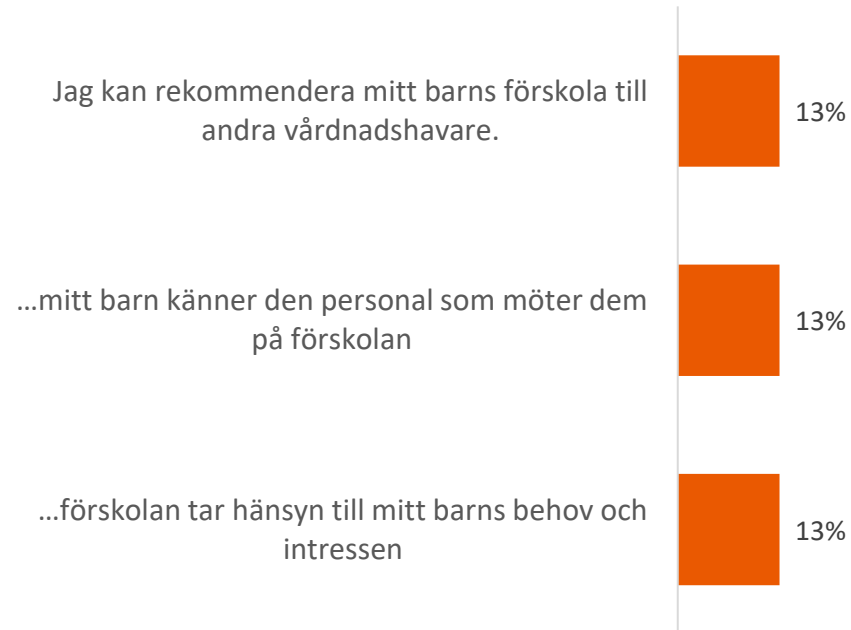 Jag kan rekommendera mitt barns förskola till
andra vårdnadshavare.
13%
…mitt barn känner den personal som möter dem
på förskolan
13%
…förskolan tar hänsyn till mitt barns behov och
intressen
13%